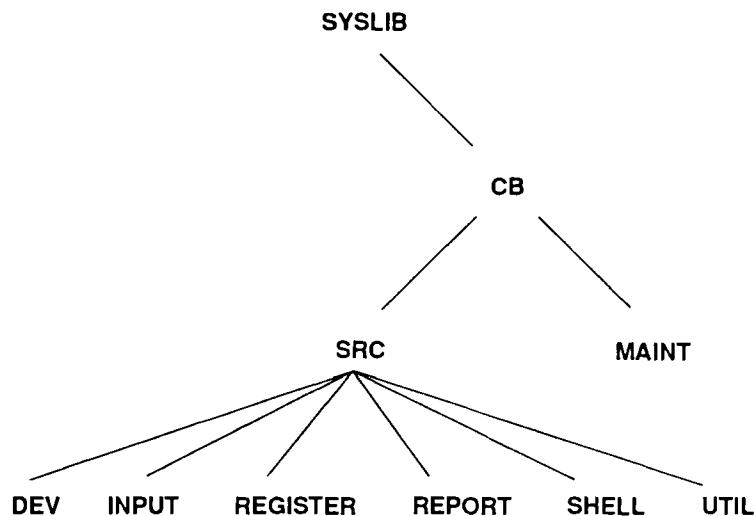 SYSLIB
CB
SRC MAINT
DEV INPUT REGISTER REPORT SHELL UTIL